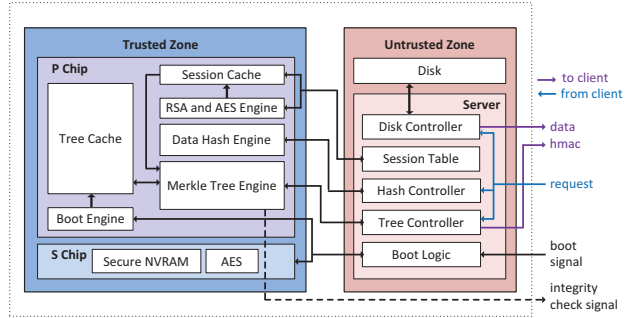 Trusted Zone
P Chip
Session Cache
RSA and AES Engine
Tree Cache
Data Hash Engine
Merkle Tree Engine
Boot Engine
S Chip
Secure NVRAM
AES
Untrusted Zone
Disk
Server
Disk Controller
Session Table
Hash Controller
Tree Controller
Boot Logic
to client
from client
data
hmac
request
boot
signal
integrity
check signal